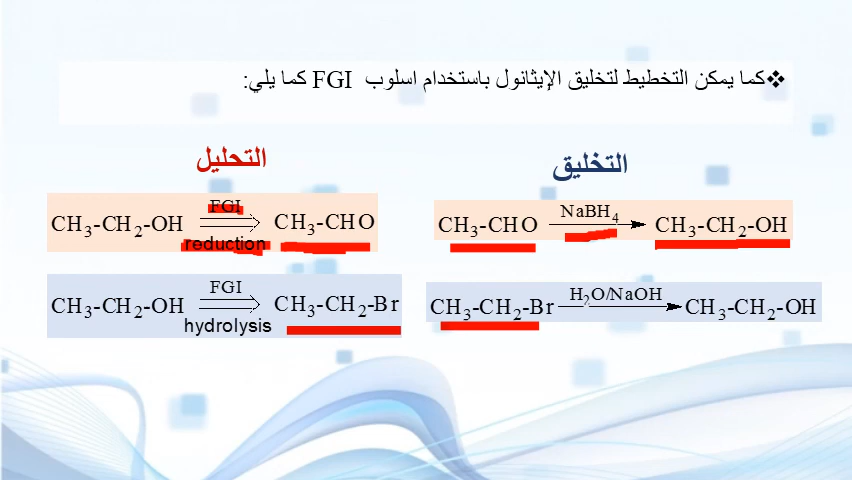 ❖كما يمكن التخطيط لتخليق الإيثانول باستخدام اسلوب FGI كما يلي:
التخليق
التحليل
CH3-CH2-OH FGI reduction CH3-CHO
CH3-CHO NaBH4 CH3-CH2-OH
CH3-CH2-OH FGI hydrolysis CH3-CH2-Br
CH3-CH2-Br H2O/NaOH CH3-CH2-OH